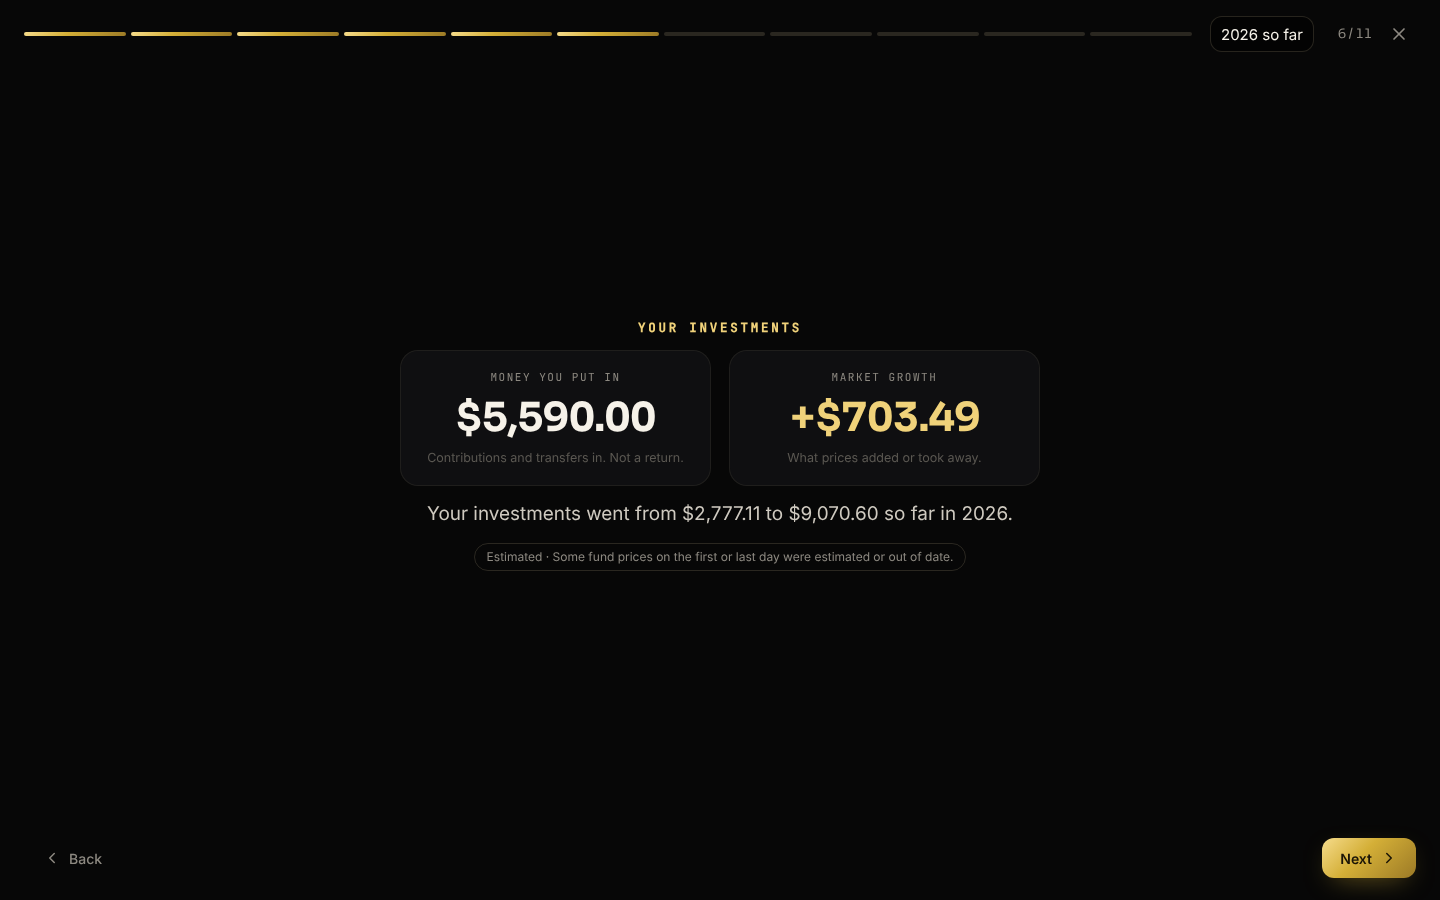 2026 so far
6/11
YOUR INVESTMENTS
MONEY YOU PUT IN
$5,590.00
Contributions and transfers in. Not a return.
MARKET GROWTH
+$703.49
What prices added or took away.
Your investments went from $2,777.11 to $9,070.60 so far in 2026.
Estimated · Some fund prices on the first or last day were estimated or out of date.
Back
Next